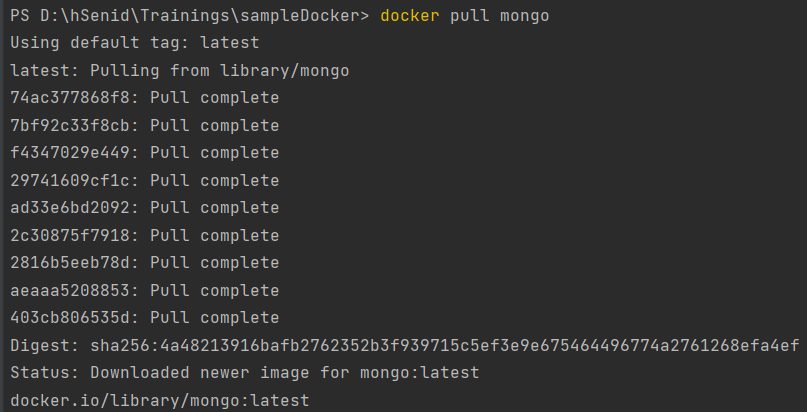 PS D:\hSenid\Trainings\sampleDocker> docker pull mongo
Using default tag: latest
latest: Pulling from library/mongo
74ac377868f8: Pull complete
7bf92c33f8cb: Pull complete
f4347029e449: Pull complete
29741609cf1c: Pull complete
ad33e6bd2092: Pull complete
2c30875f7918: Pull complete
2816b5eeb78d: Pull complete
aeaaa5208853: Pull complete
403cb806535d: Pull complete
Digest: sha256:4a48213916bafb2762352b3f939715c5ef3e9e675464496774a2761268efa4ef
Status: Downloaded newer image for mongo:latest
docker.io/library/mongo:latest